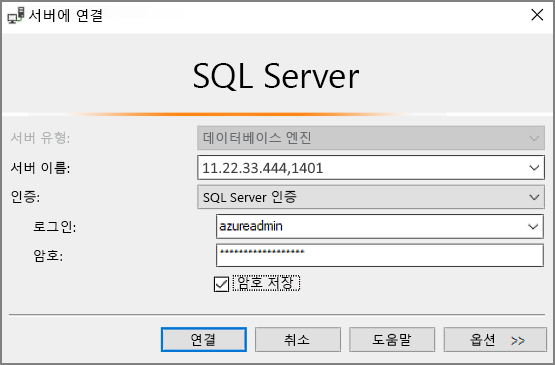 서버에 연결
SQL Server
서버 유형: 데이터베이스 엔진
서버 이름: 11.22.33.444,1401
인증: SQL Server 인증
로그인: azureadmin
암호: ******************
암호 저장
연결 취소 도움말 옵션 >>